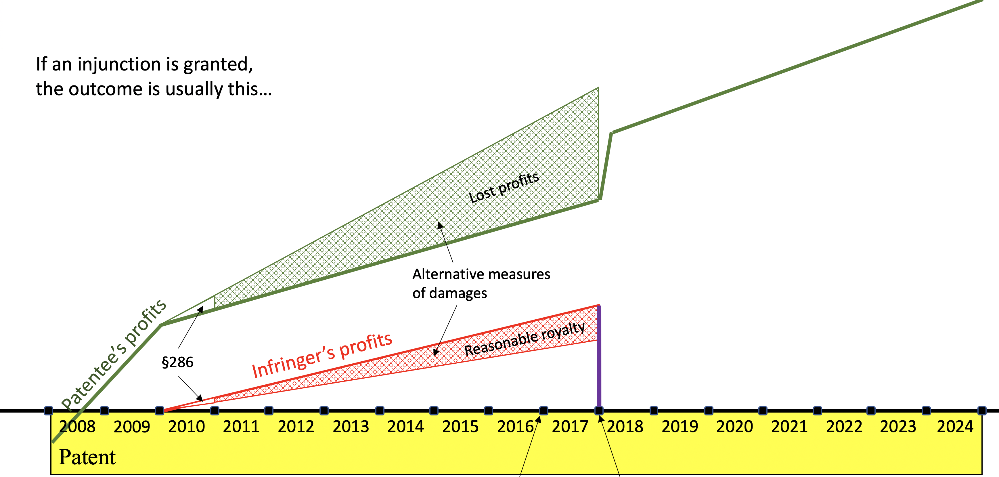 If an injunction is granted,
the outcome is usually this…
Lost profits
Alternative measures
of damages
Patentee’s profits
Infringer’s profits
Reasonable royalty
§286
2008 2009 2010 2011 2012 2013 2014 2015 2016 2017 2018 2019 2020 2021 2022 2023 2024
Patent